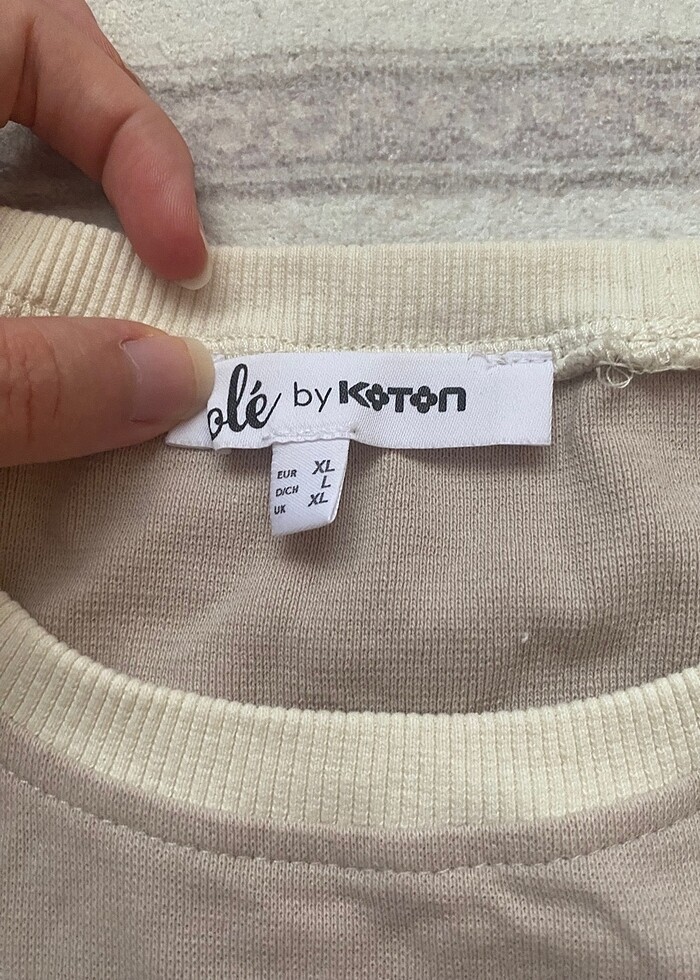 olé by KOTON
EUR XL
D/CH L
UK XL